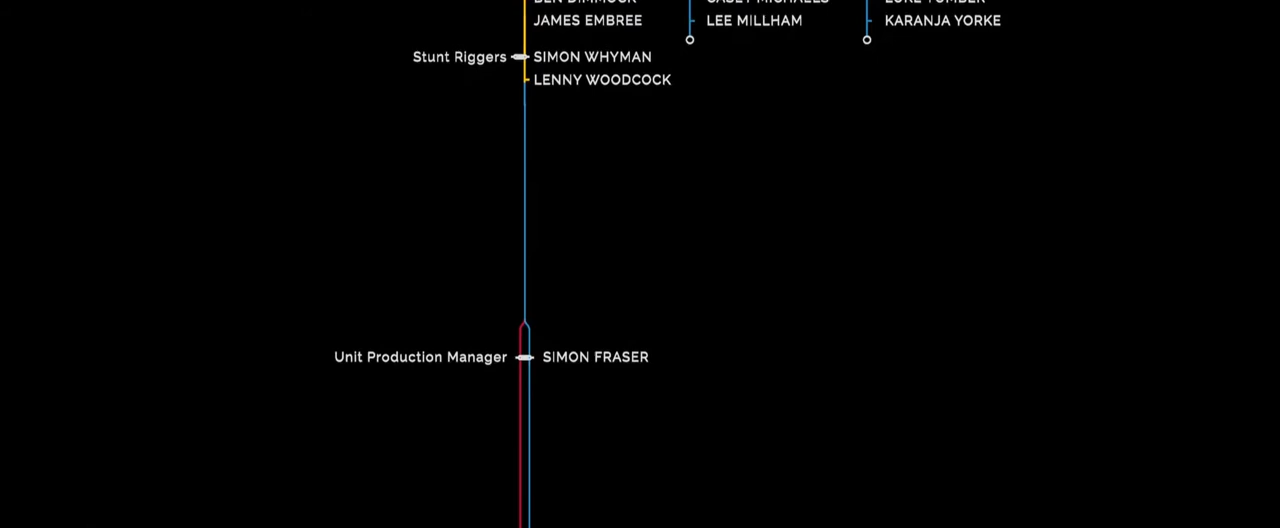 JAMES EMBREE LEE MILLHAM KARANJA YORKE
Stunt Riggers SIMON WHYMAN
LENNY WOODCOCK
Unit Production Manager SIMON FRASER